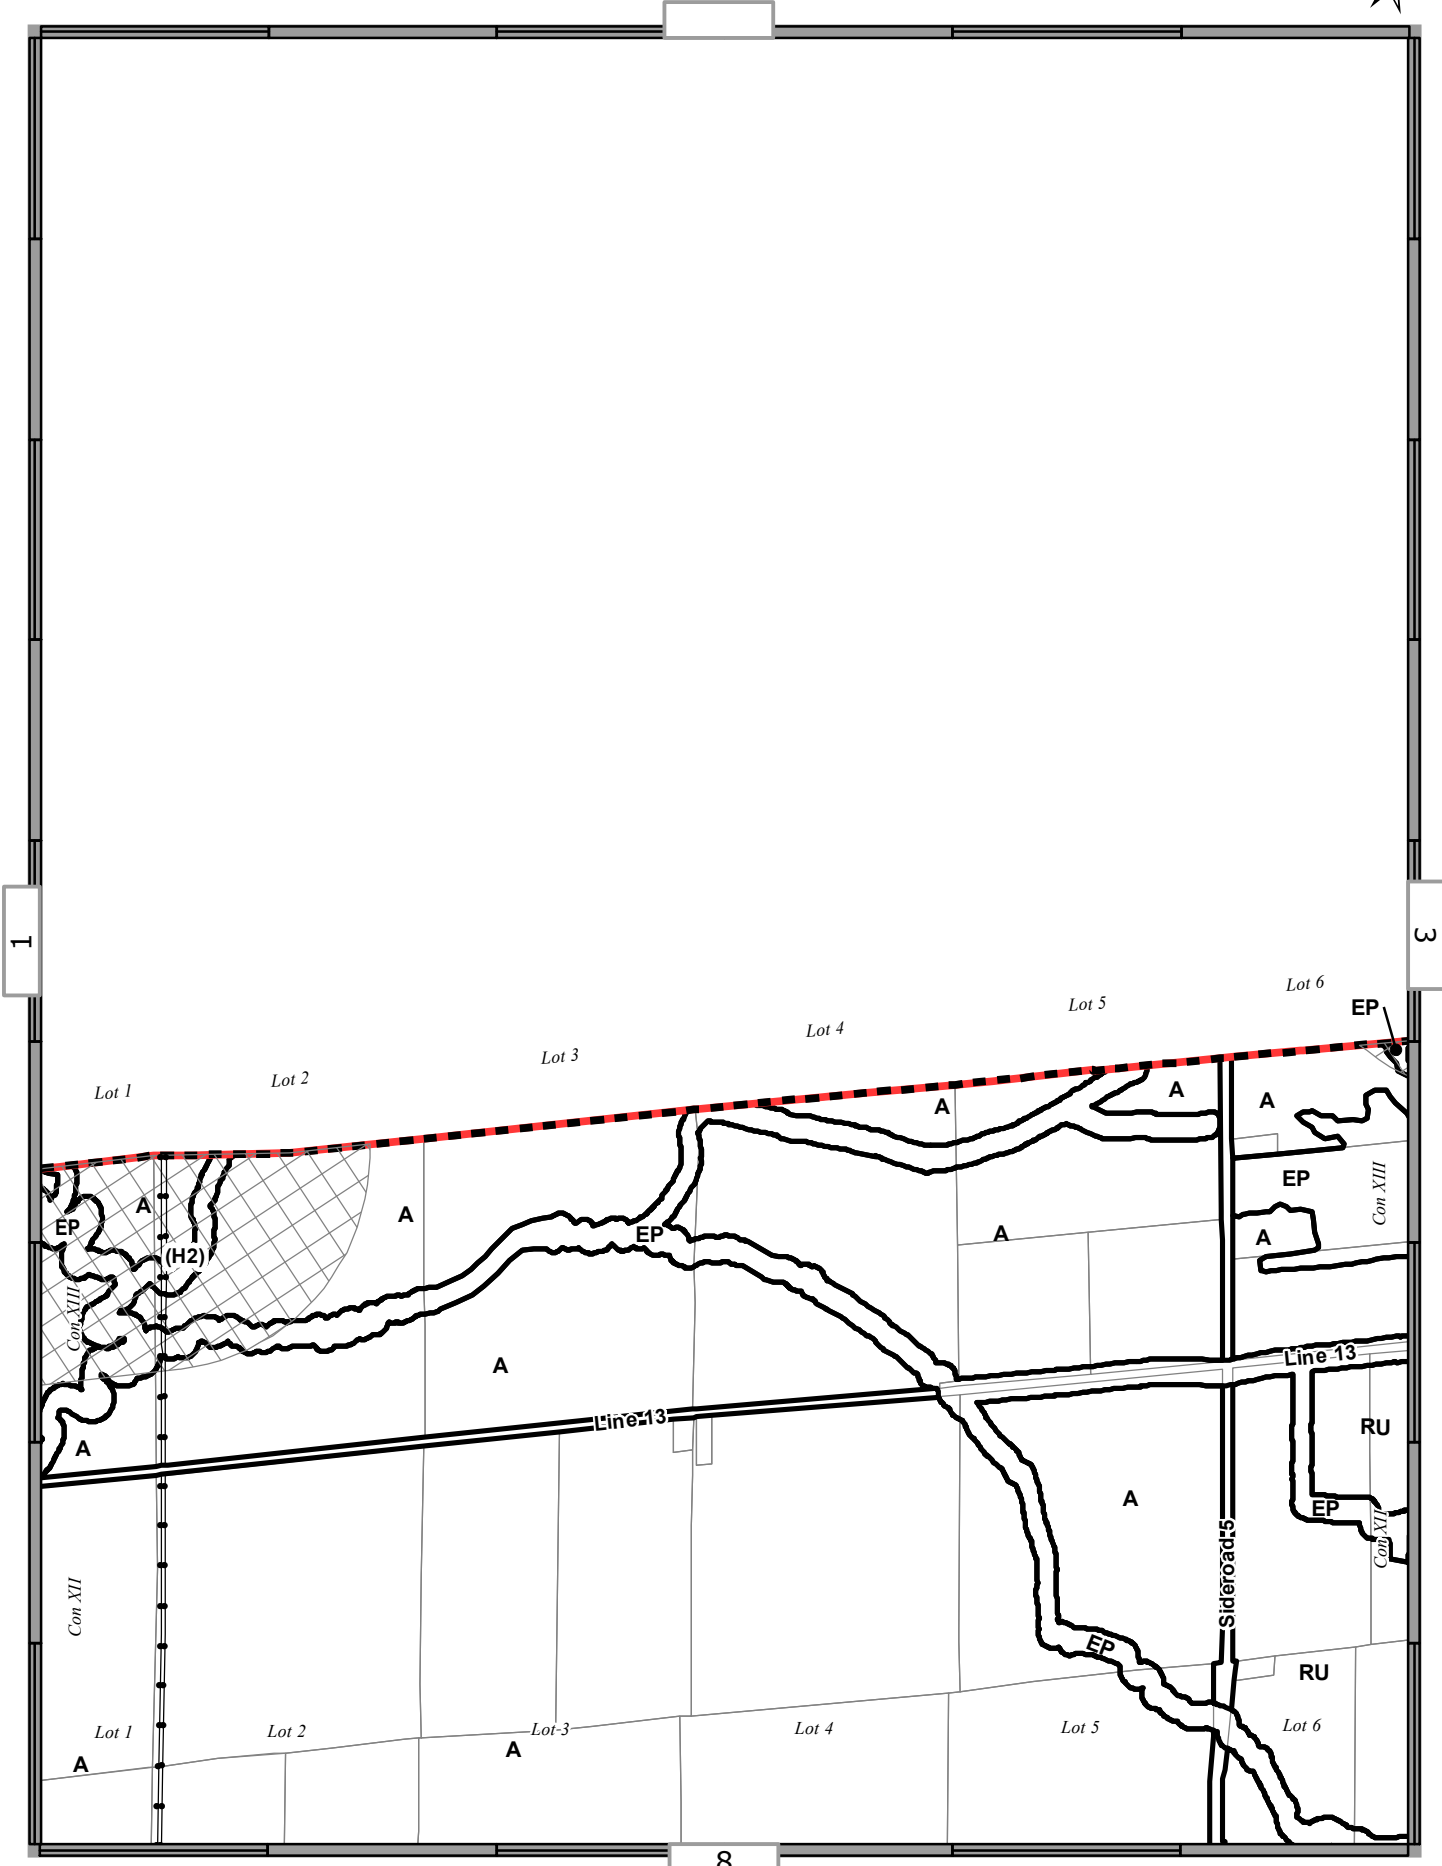 1
3
Lot 6
EP
Lot 5
Lot 4
Lot 3
Lot 2
Lot 1
A
A
A
A
A
EP
Con XIII
EP
A
EP
A
A
(H2)
Con XIII
Line 13
A
Line 13
RU
A
A
EP
Con XII
Sideroad 5
Con XII
EP
RU
Lot 1
Lot 2
Lot 3
Lot 4
Lot 5
Lot 6
A
A
8